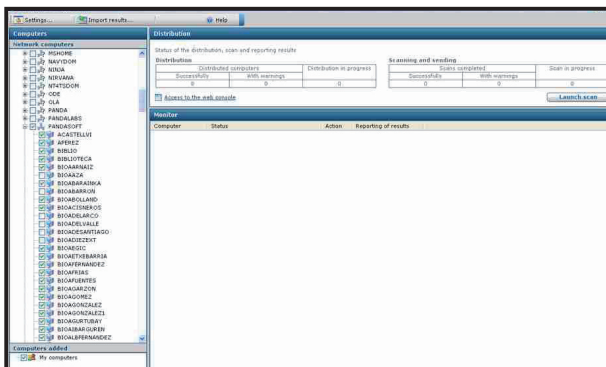 Settings... Import results... Help
Computers
Network computers
MSHOME
NAVYDOM
NINJA
NIRVANA
NT4TSDOM
ODE
OLA
PANDA
PANDALABS
PANDASOFT
ACASTELLVI
APEREZ
BIBLIO
BIBLIOTECA
BIOAARNAIZ
BIOAAZA
BIOABARAINKA
BIOABARRON
BIOABOLLAND
BIOACISNEROS
BIOADELARCO
BIOADELVALLE
BIOADESANTIAGO
BIOADIEZEXT
BIOAEGIC
BIOAETXEBARRIA
BIOAFERNANDEZ
BIOAFRIAS
BIOAFUENTES
BIOAGARZON
BIOAGOMEZ
BIOAGONZALEZ
BIOAGONZALEZ1
BIOAGURTUBAY
BIOAIBARGUREN
BIOALBFERNANDEZ
Computers added
My computers
Distribution
Status of the distribution, scan and reporting results
Distribution
Distributed computers Distribution in progress
Successfully With warnings
0 0 0
Scanning and sending
Scans completed Scan in progress
Successfully With warnings
0 0 0
Access to the web console
Launch scan
Monitor
Computer Status Action Reporting of results